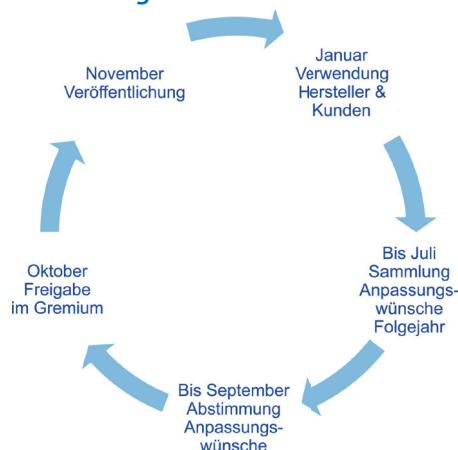 Januar
Verwendung
Hersteller &
Kunden
Bis Juli
Sammlung
Anpassungs-
wünsche
Folgejahr
Bis September
Abstimmung
Anpassungs-
wünsche
Oktober
Freigabe
im Gremium
November
Veröffentlichung